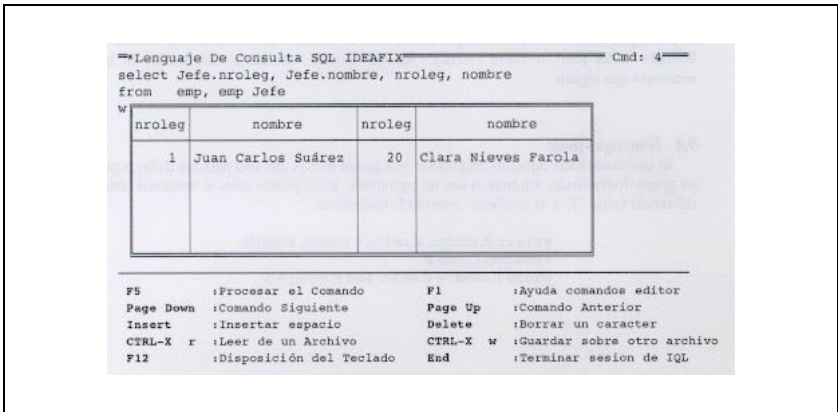 *Lenguaje De Consulta SQL IDEAFIX Cmd: 4
select Jefe.nroleg, Jefe.nombre, nroleg, nombre
from emp, emp Jefe
w
nroleg nombre nroleg nombre
1 Juan Carlos Suárez 20 Clara Nieves Farola
F5 :Procesar el Comando F1 :Ayuda comandos editor
Page Down :Comando Siguiente Page Up :Comando Anterior
Insert :Insertar espacio Delete :Borrar un caracter
CTRL-X r :Leer de un Archivo CTRL-X w :Guardar sobre otro archivo
F12 :Disposición del Teclado End :Terminar sesion de IQL